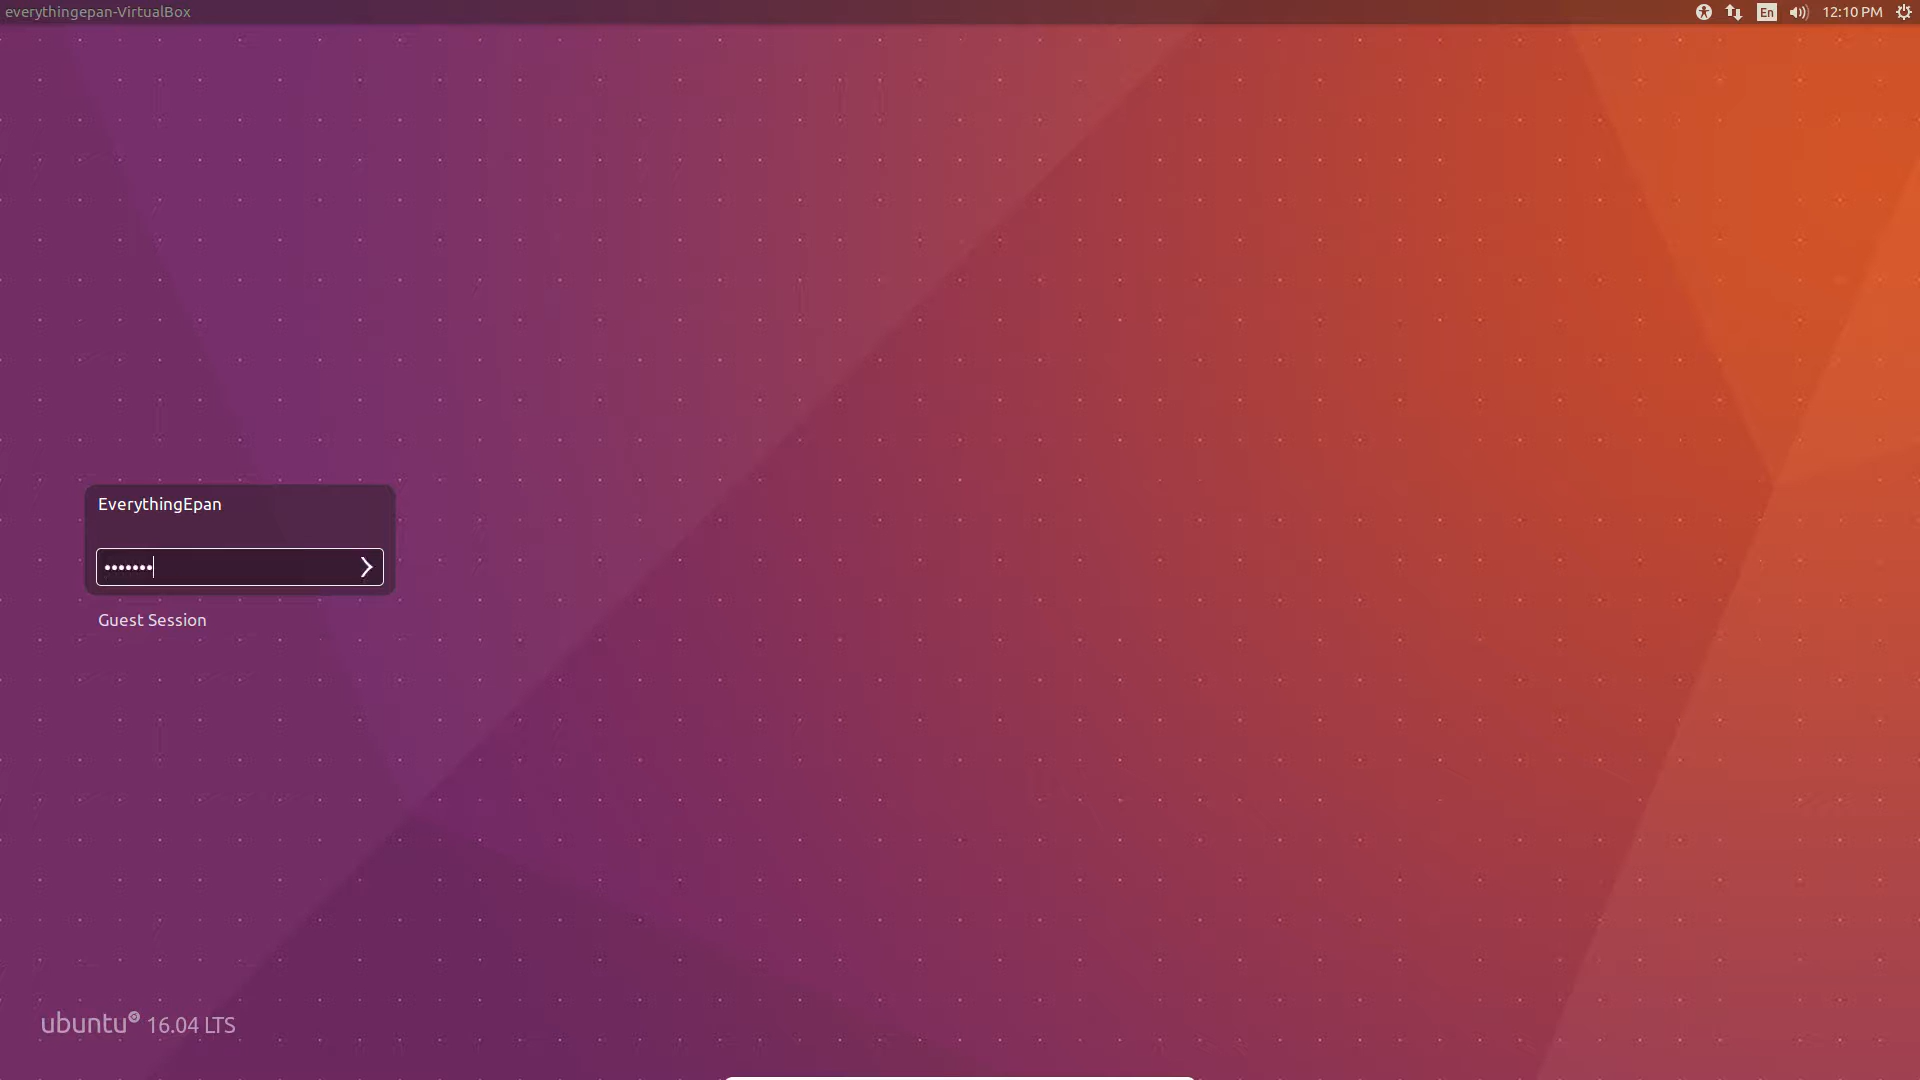 everythingepan-VirtualBox
En
12:10 PM
EverythingEpan
•••••••
Guest Session
ubuntu 16.04 LTS